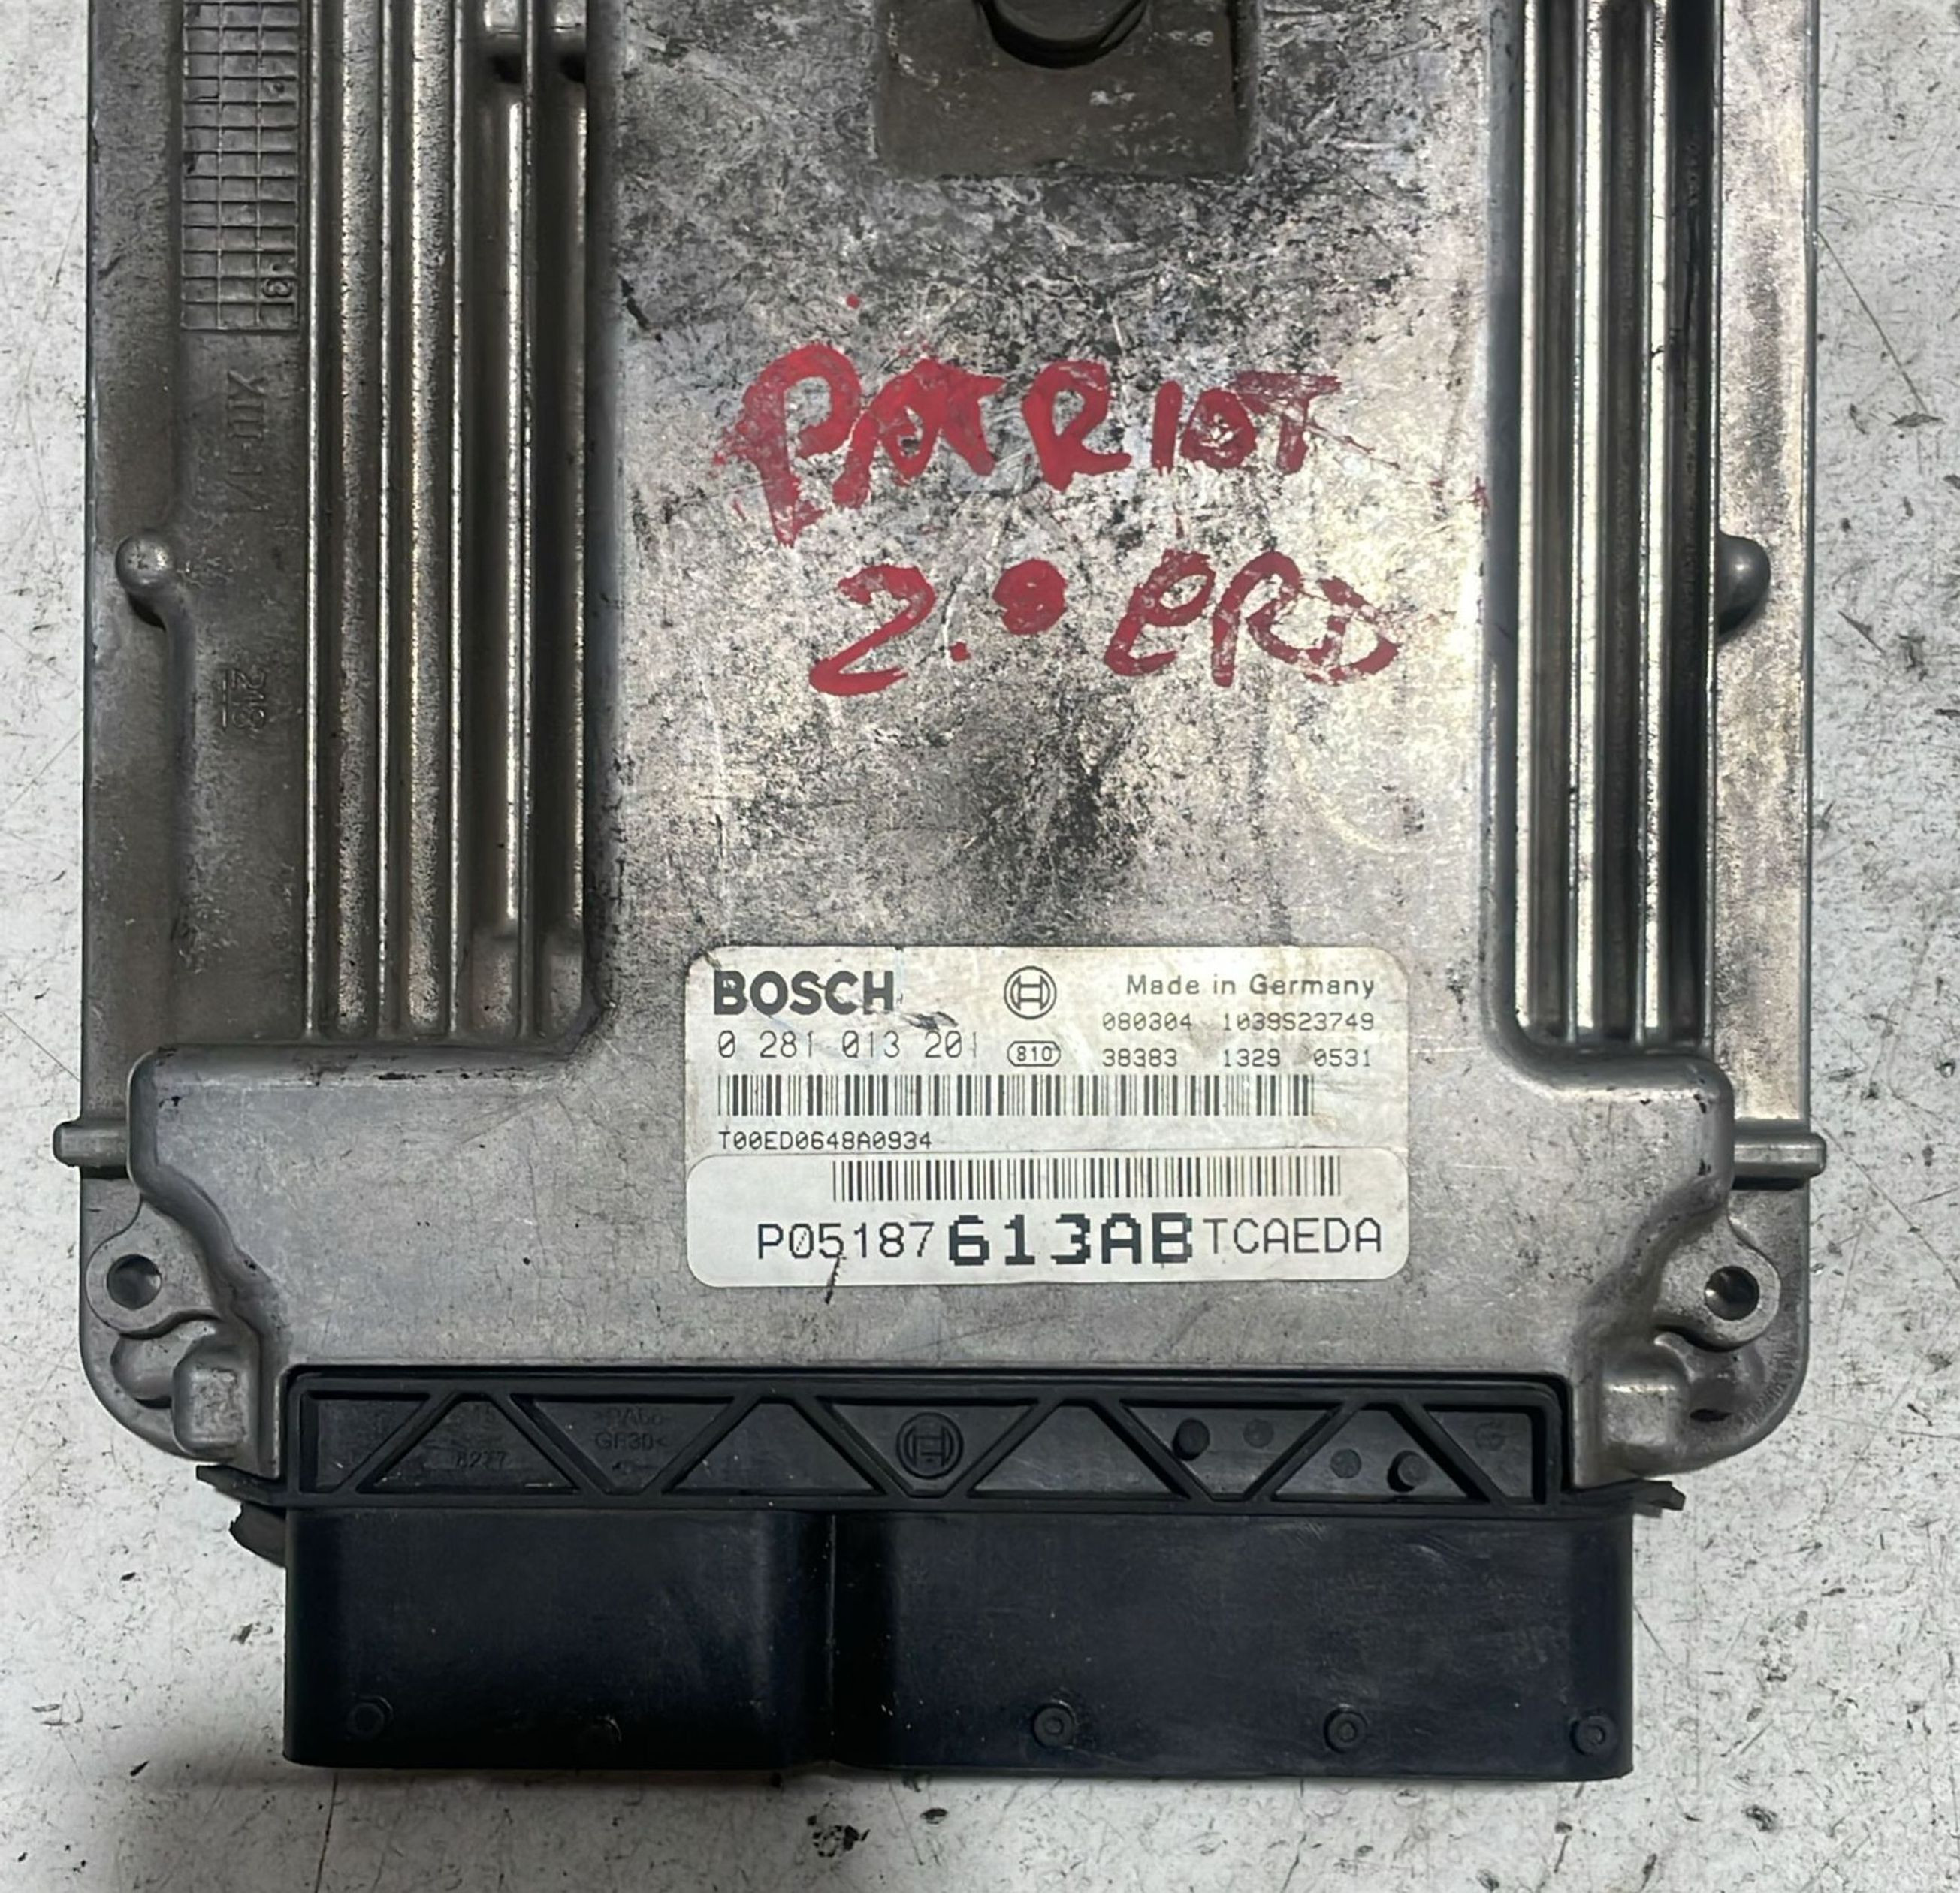 PATRIOT
2.0 CRD
BOSCH Made in Germany
080304 1039S23749
0 281 013 201 810 38383 1329 0531
T00ED0648A0934
P05187613ABTCAEDA